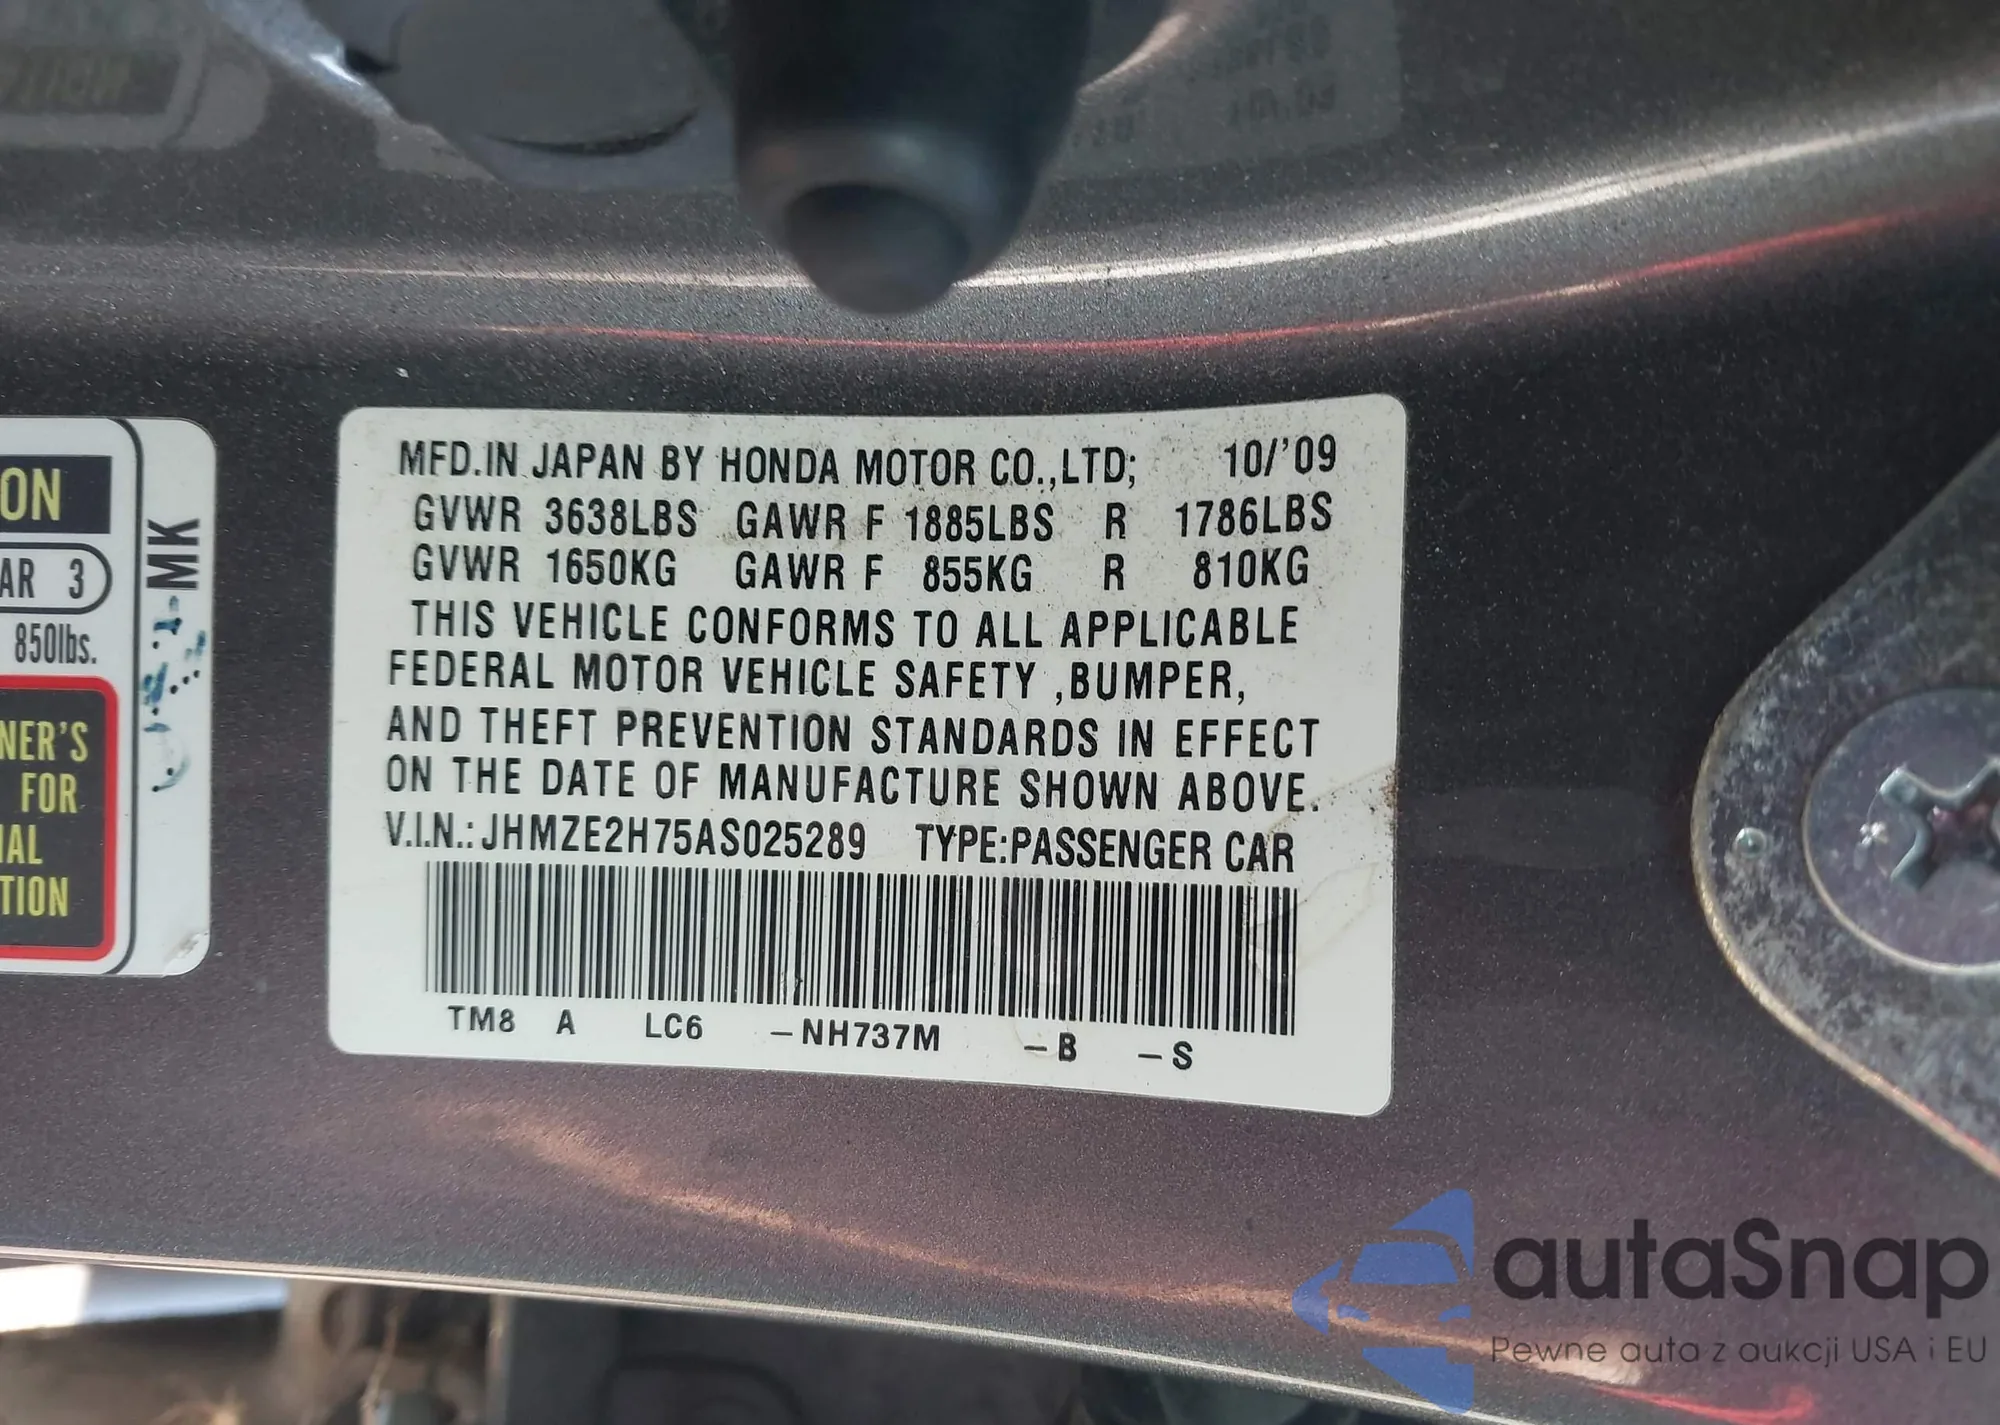 MFD.IN JAPAN BY HONDA MOTOR CO.,LTD; 10/'09
GVWR 3638LBS GAWR F 1885LBS R 1786LBS
GVWR 1650KG GAWR F 855KG R 810KG
THIS VEHICLE CONFORMS TO ALL APPLICABLE
FEDERAL MOTOR VEHICLE SAFETY ,BUMPER,
AND THEFT PREVENTION STANDARDS IN EFFECT
ON THE DATE OF MANUFACTURE SHOWN ABOVE.
V.I.N.: JHMZE2H75AS025289 TYPE:PASSENGER CAR
TM8 A LC6 –NH737M –B –S
ON
AR 3
850lbs.
NER'S
FOR
IAL
TION
MK
autaSnap
Pewne auta z aukcji USA i EU